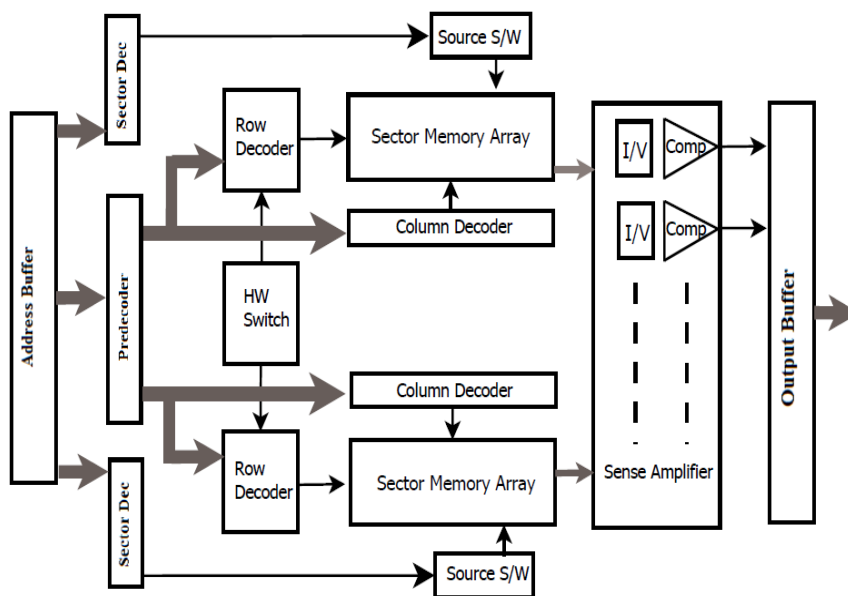 Address Buffer
Sector Dec
Predecoder
Sector Dec
Source S/W
Row
Decoder
Sector Memory Array
Column Decoder
HW
Switch
Column Decoder
Row
Decoder
Sector Memory Array
Source S/W
I/V
Comp
I/V
Comp
Sense Amplifier
Output Buffer